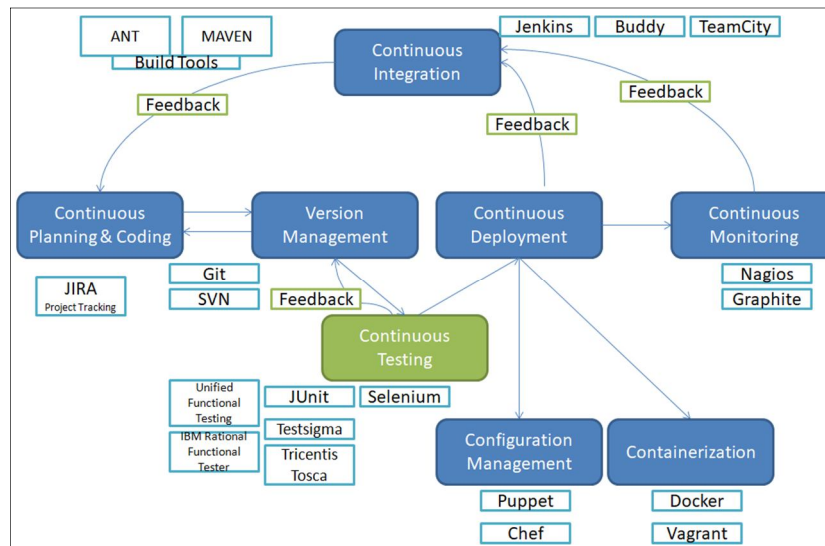 ANT
MAVEN
Build Tools
Continuous
Integration
Jenkins
Buddy
TeamCity
Feedback
Feedback
Feedback
Continuous
Planning & Coding
Version
Management
Continuous
Deployment
Continuous
Monitoring
JIRA
Project Tracking
Git
SVN
Feedback
Nagios
Graphite
Continuous
Testing
Unified
Functional
Testing
JUnit
Selenium
IBM Rational
Functional
Tester
Testsigma
Tricentis
Tosca
Configuration
Management
Containerization
Puppet
Chef
Docker
Vagrant